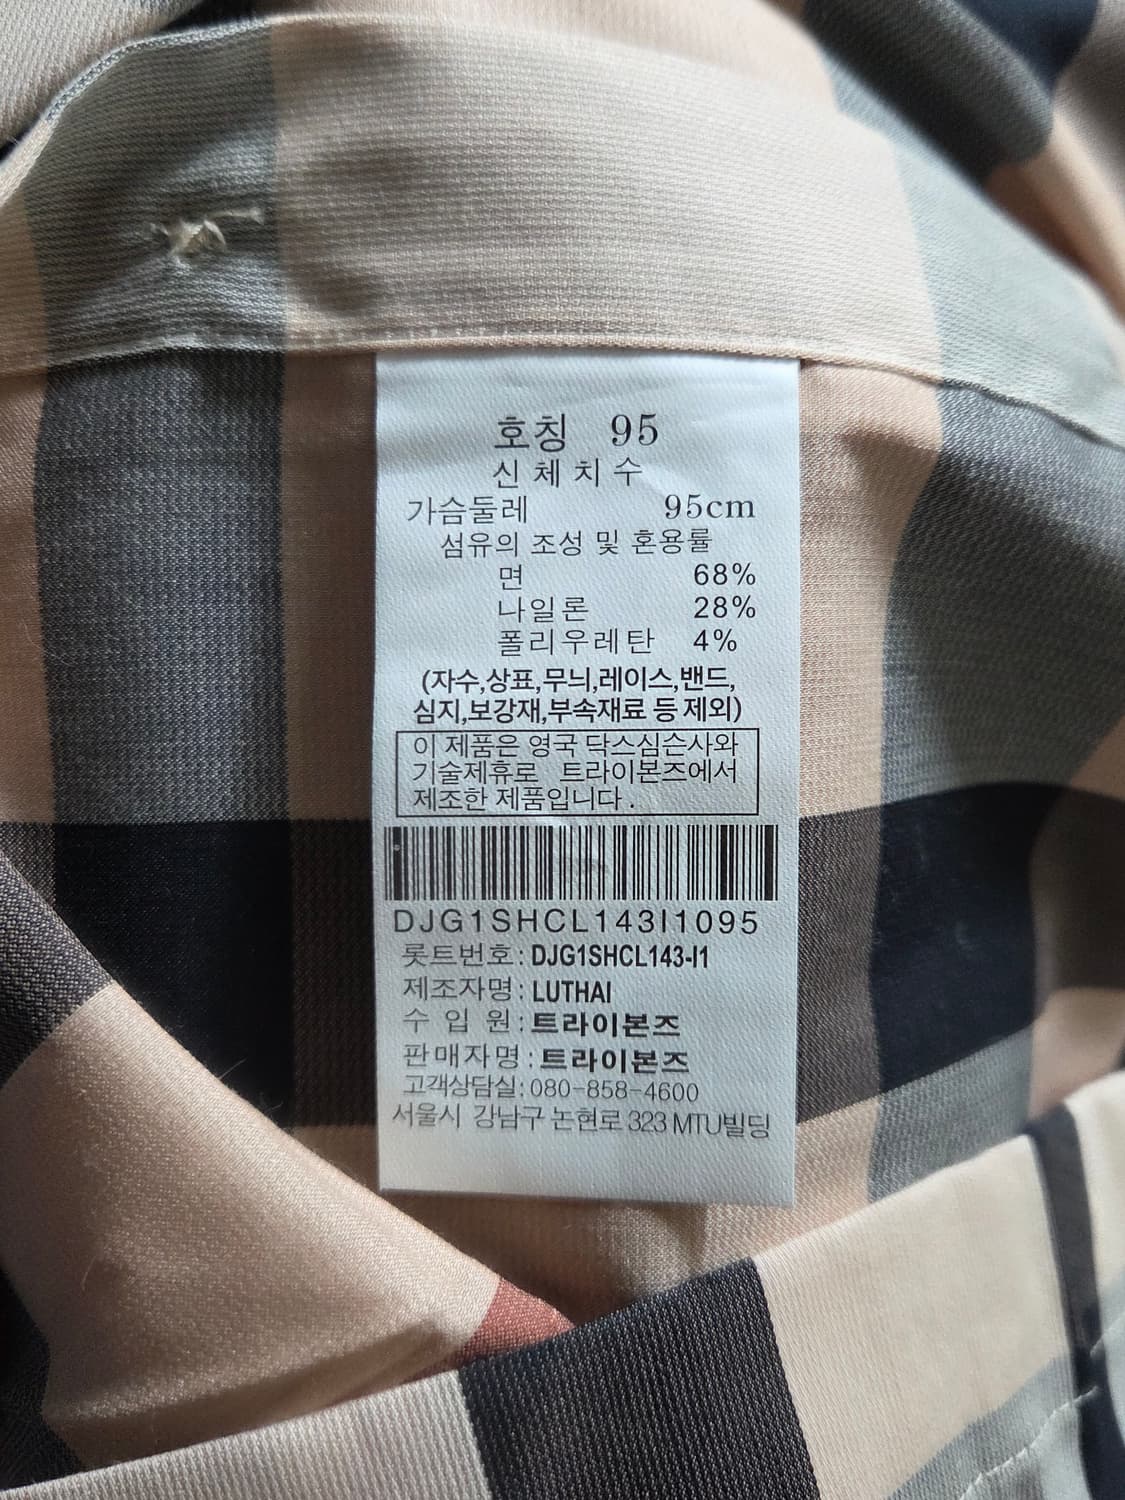 호칭 95
신체치수
가슴둘레 95cm
섬유의 조성 및 혼용률
면 68%
나일론 28%
폴리우레탄 4%
(자수,상표,무늬,레이스,밴드,
심지,보강재,부속재료 등 제외)
이 제품은 영국 닥스심슨사와
기술제휴로 트라이본즈에서
제조한 제품입니다.
DJG1SHCL143I1095
롯트번호: DJG1SHCL143-I1
제조자명: LUTHAI
수 입 원: 트라이본즈
판매자명: 트라이본즈
고객상담실: 080-858-4600
서울시 강남구 논현로 323 MTU빌딩